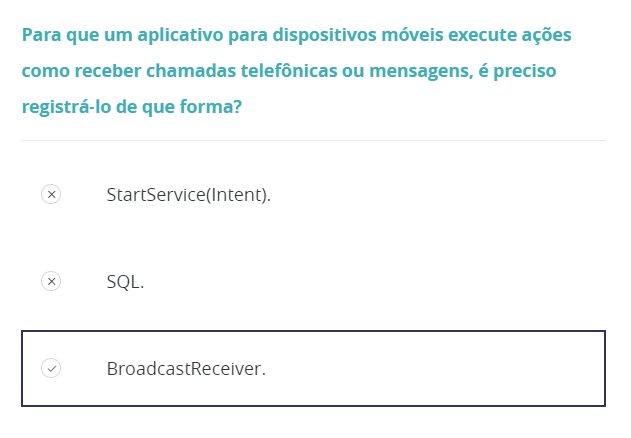 Para que um aplicativo para dispositivos móveis execute ações
como receber chamadas telefônicas ou mensagens, é preciso
registrá-lo de que forma?
StartService(Intent).
SQL.
BroadcastReceiver.